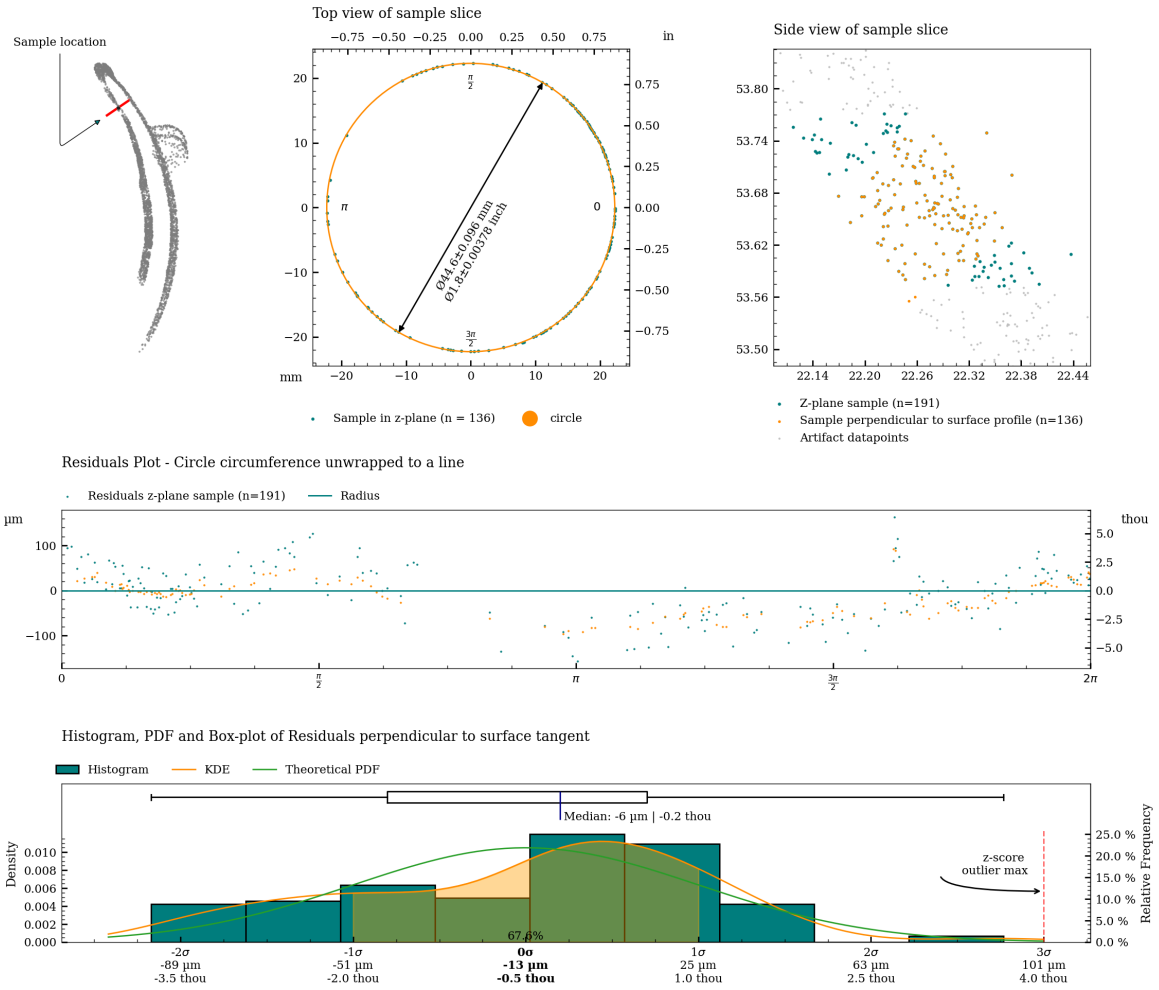 Sample location
Top view of sample slice
−0.75 −0.50 −0.25 0.00 0.25 0.50 0.75 in
20
10
0
−10
−20
0.75
0.50
0.25
0.00
−0.25
−0.50
−0.75
π/2
π
0
3π/2
Ø44.6±0.096 mm
Ø1.8±0.00378 inch
mm −20 −10 0 10 20
Sample in z-plane (n = 136) circle
Side view of sample slice
53.80
53.74
53.68
53.62
53.56
53.50
22.14 22.20 22.26 22.32 22.38 22.44
Z-plane sample (n=191)
Sample perpendicular to surface profile (n=136)
Artifact datapoints
Residuals Plot - Circle circumference unwrapped to a line
Residuals z-plane sample (n=191) Radius
µm
100
0
−100
thou
5.0
2.5
0.0
−2.5
−5.0
0 π/2 π 3π/2 2π
Histogram, PDF and Box-plot of Residuals perpendicular to surface tangent
Histogram KDE Theoretical PDF
Median: -6 µm | -0.2 thou
Density
0.010
0.008
0.006
0.004
0.002
0.000
25.0 %
20.0 %
15.0 %
10.0 %
5.0 %
0.0 %
Relative Frequency
z-score
outlier max
67.6%
-2σ -1σ 0σ 1σ 2σ 3σ
-89 µm -51 µm -13 µm 25 µm 63 µm 101 µm
-3.5 thou -2.0 thou -0.5 thou 1.0 thou 2.5 thou 4.0 thou